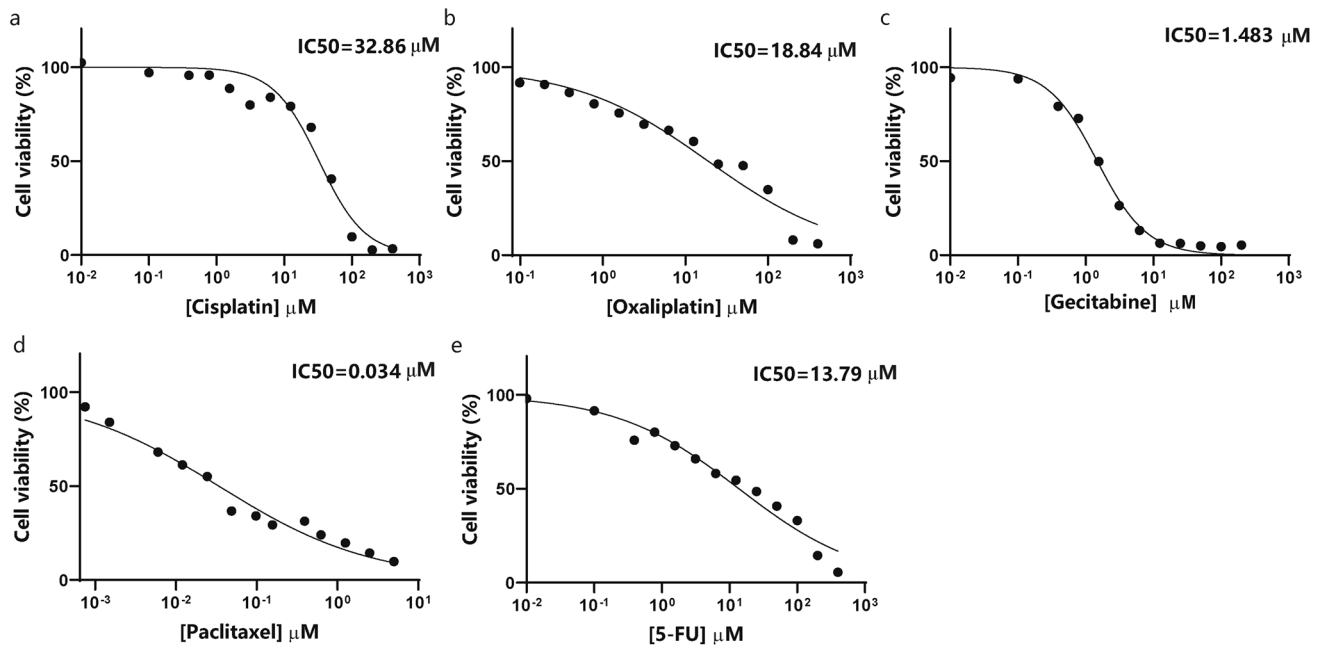 a
IC50=32.86 μM
Cell viability (%)
100
50
0
10-2 10-1 100 101 102 103
[Cisplatin] μM
b
IC50=18.84 μM
Cell viability (%)
100
50
0
10-1 100 101 102 103
[Oxaliplatin] μM
c
IC50=1.483 μM
Cell viability (%)
100
50
0
10-2 10-1 100 101 102 103
[Gecitabine] μM
d
IC50=0.034 μM
Cell viability (%)
100
50
0
10-3 10-2 10-1 100 101
[Paclitaxel] μM
e
IC50=13.79 μM
Cell viability (%)
100
50
0
10-2 10-1 100 101 102 103
[5-FU] μM